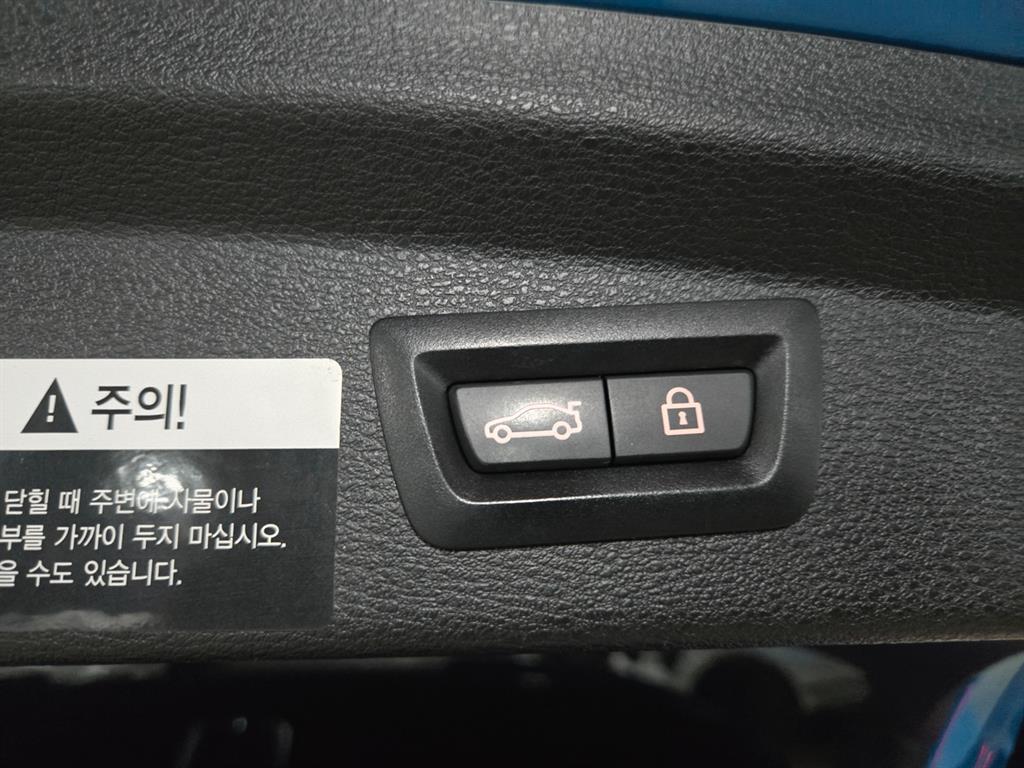 주의!
닫힐 때 주변에 사물이나
부를 가까이 두지 마십시오.
을 수도 있습니다.